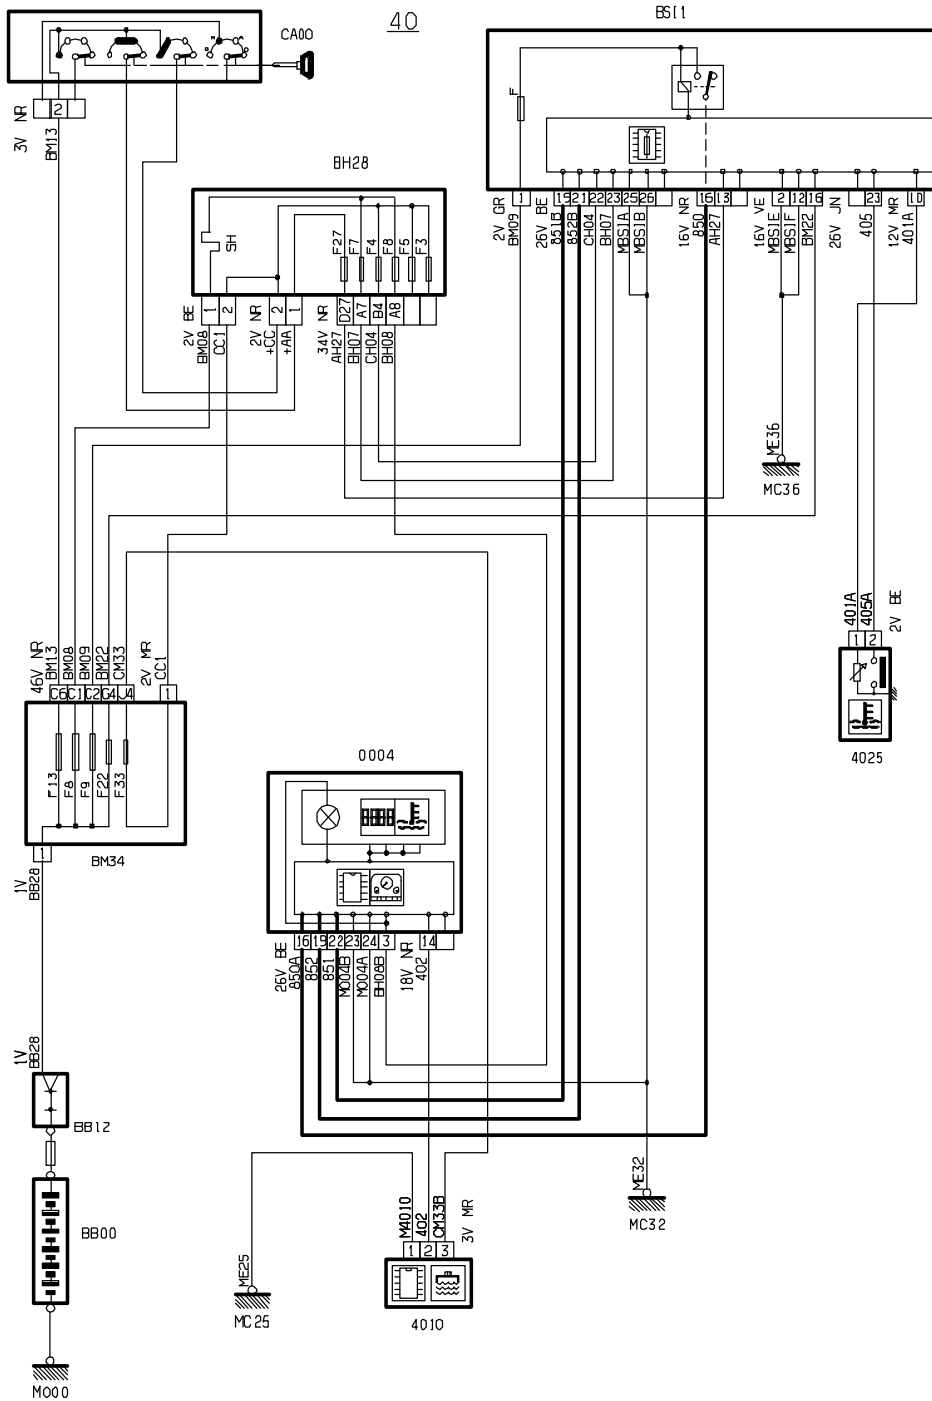 40
BSI1
CA00
3V NR
2
BM13
BH28
SH
F27
F7
F4
F8
F5
F3
2V BE
1
2
BM08
CC1
2V NR
2
1
+CC
+AA
34V NR
D27
A7
B4
A8
AH27
BH07
CH04
BH08
F
2V GR
1
BM09
26V BE
19
21
22
23
25
26
851B
852B
CH04
BH07
MBS1A
MBS1B
16V NR
15
13
850
AH27
16V VE
2
12
16
MBS1E
MBS1F
BM22
26V JN
23
405
12V MR
10
401A
ME36
MC36
401A
405A
2V BE
1
2
4025
46V NR
BM13
BM08
BM09
BM22
CM33
2V MR
CC1
C6
C1
C2
G4
J4
1
F13
F8
F9
F22
F33
1
BM34
1V
BB28
0004
26V BE
16
19
22
23
24
3
850A
852
851
M004B
M004A
BH08B
18V NR
14
402
1V
BB28
BB12
BB00
M000
ME25
MC25
M4010
402
CM33B
3V MR
1
2
3
4010
ME32
MC32